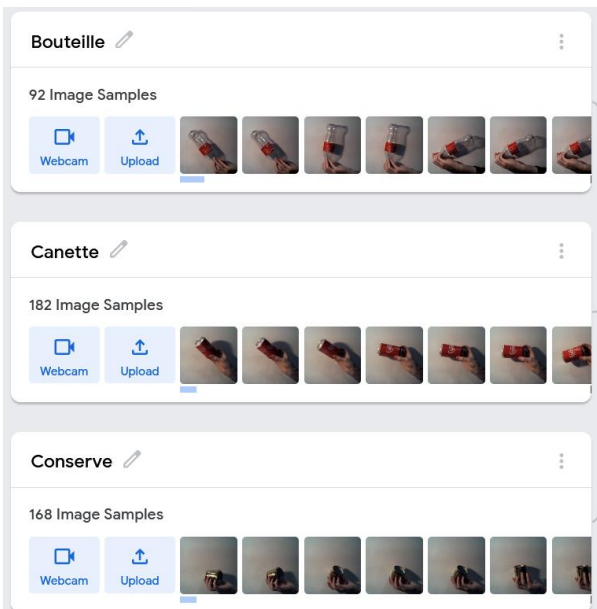 Bouteille
92 Image Samples
Webcam
Upload
Canette
182 Image Samples
Webcam
Upload
Conserve
168 Image Samples
Webcam
Upload